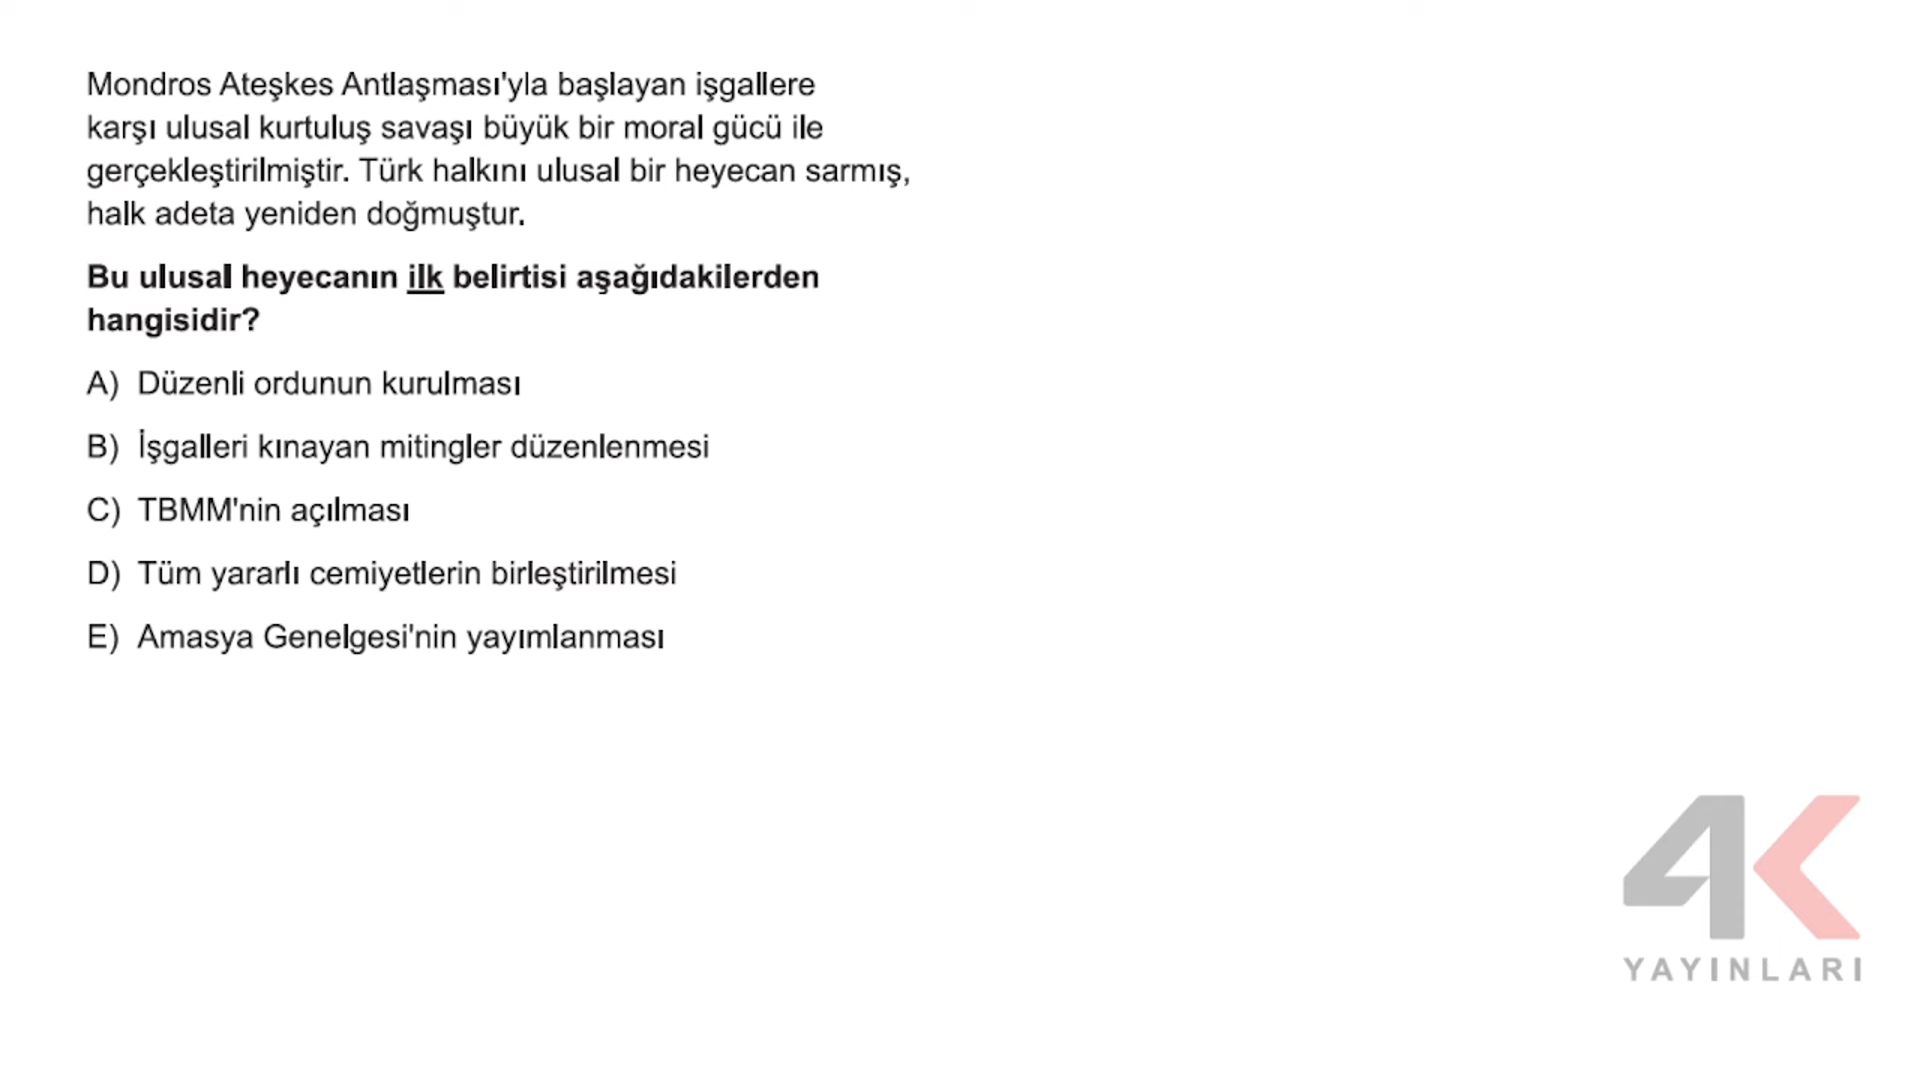 Mondros Ateşkes Antlaşması'yla başlayan işgallere
karşı ulusal kurtuluş savaşı büyük bir moral gücü ile
gerçekleştirilmiştir. Türk halkını ulusal bir heyecan sarmış,
halk adeta yeniden doğmuştur.
Bu ulusal heyecanın ilk belirtisi aşağıdakilerden
hangisidir?
A) Düzenli ordunun kurulması
B) İşgalleri kınayan mitingler düzenlenmesi
C) TBMM'nin açılması
D) Tüm yararlı cemiyetlerin birleştirilmesi
E) Amasya Genelgesi'nin yayımlanması
4K
YAYINLARI